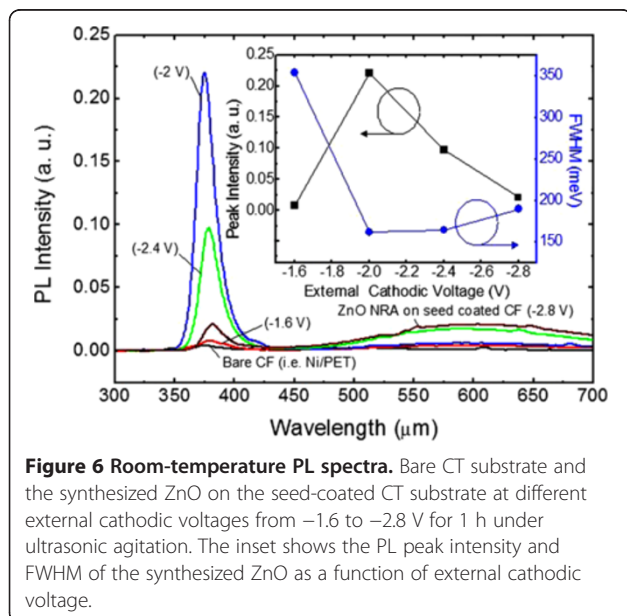 0.25
0.20
0.15
0.10
0.05
0.00
PL Intensity (a. u.)
300 350 400 450 500 550 600 650 700
Wavelength (μm)
(-2 V)
(-2.4 V)
(-1.6 V)
Bare CF (i.e. Ni/PET)
ZnO NRA on seed coated CF (-2.8 V)
0.25
0.20
0.15
0.10
0.05
0.00
Peak Intensity (a. u.)
350
300
250
200
150
FWHM (meV)
-1.6 -2.0 -2.2 -2.4 -2.6 -2.8
External Cathodic Voltage (V)
Figure 6 Room-temperature PL spectra. Bare CT substrate and
the synthesized ZnO on the seed-coated CT substrate at different
external cathodic voltages from −1.6 to −2.8 V for 1 h under
ultrasonic agitation. The inset shows the PL peak intensity and
FWHM of the synthesized ZnO as a function of external cathodic
voltage.